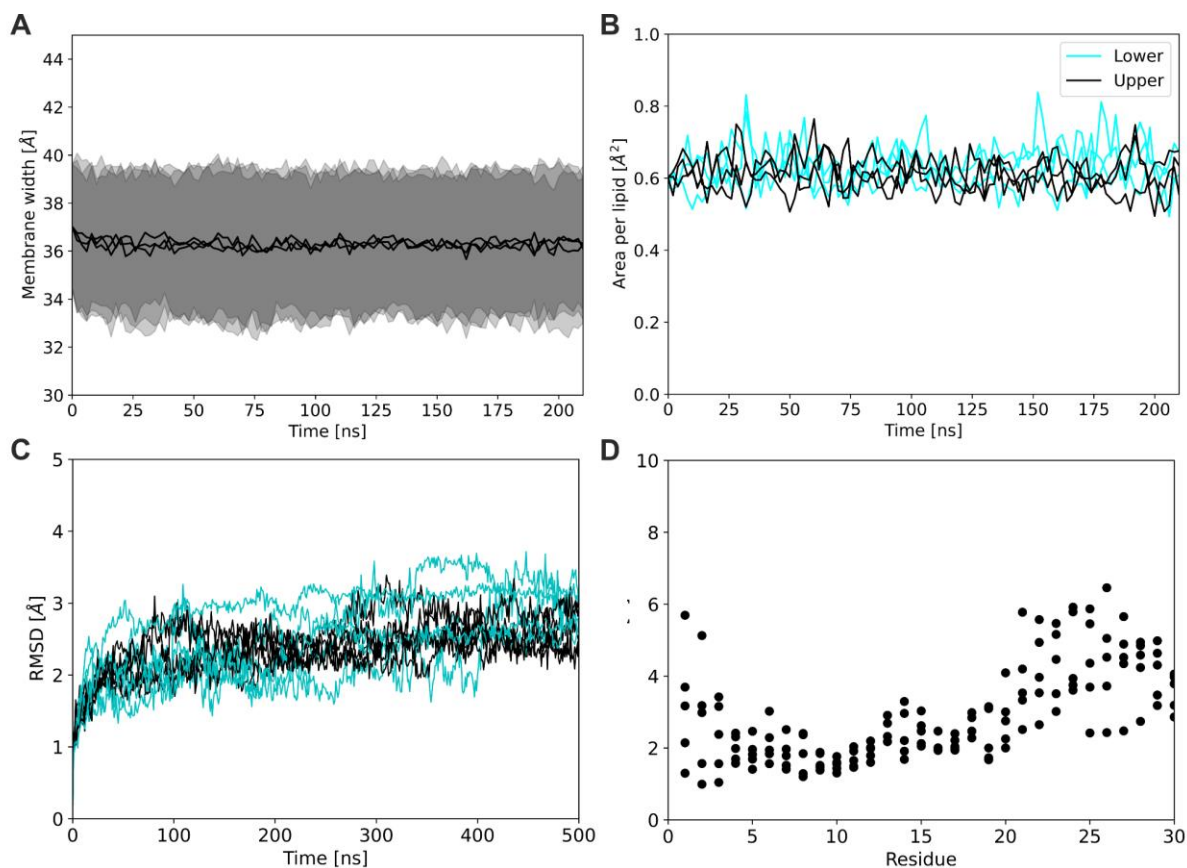 A
Membrane width [Å]
44
42
40
38
36
34
32
30
0 25 50 75 100 125 150 175 200
Time [ns]
B
Area per lipid [Å²]
1.0
0.8
0.6
0.4
0.2
0.0
Lower
Upper
0 25 50 75 100 125 150 175 200
Time [ns]
C
RMSD [Å]
5
4
3
2
1
0
0 100 200 300 400 500
Time [ns]
D
10
8
6
4
2
0
0 5 10 15 20 25 30
Residue